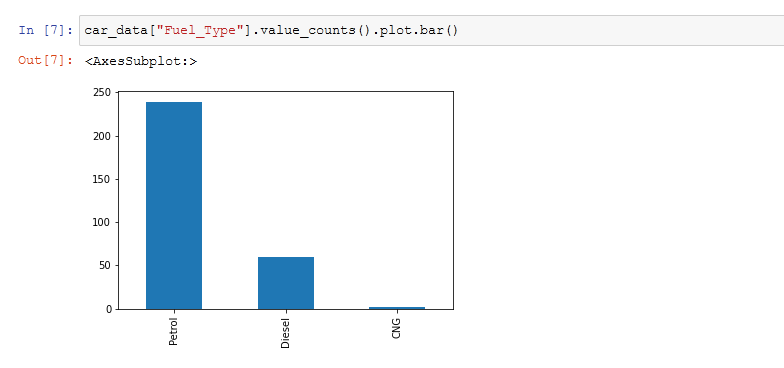 In [7]: car_data["Fuel_Type"].value_counts().plot.bar()
Out[7]: <AxesSubplot:>
250
200
150
100
50
0
Petrol
Diesel
CNG